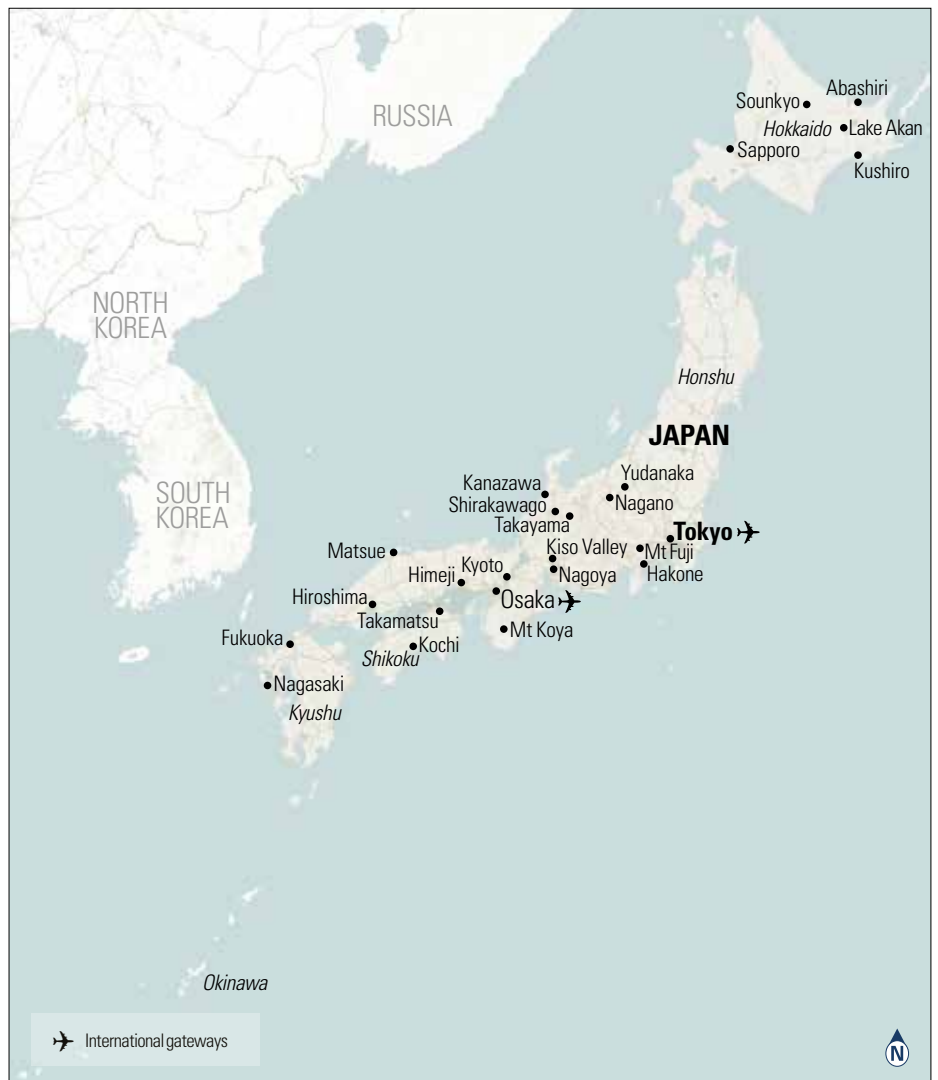 RUSSIA
Abashiri
Sounkyo
Hokkaido
Lake Akan
Sapporo
Kushiro
NORTH
KOREA
Honshu
JAPAN
SOUTH
KOREA
Yudanaka
Kanazawa
Nagano
Shirakawago
Takayama
Tokyo
Kiso Valley
Mt Fuji
Matsue
Kyoto
Himeji
Nagoya
Hakone
Hiroshima
Osaka
Takamatsu
Mt Koya
Fukuoka
Kochi
Shikoku
Nagasaki
Kyushu
Okinawa
International gateways
N